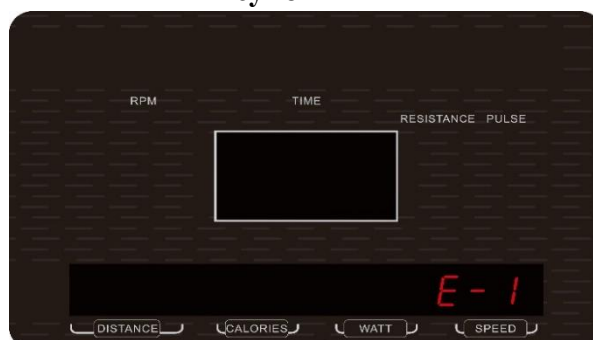 RPM TIME
RESISTANCE PULSE
E-1
DISTANCE CALORIES WATT SPEED